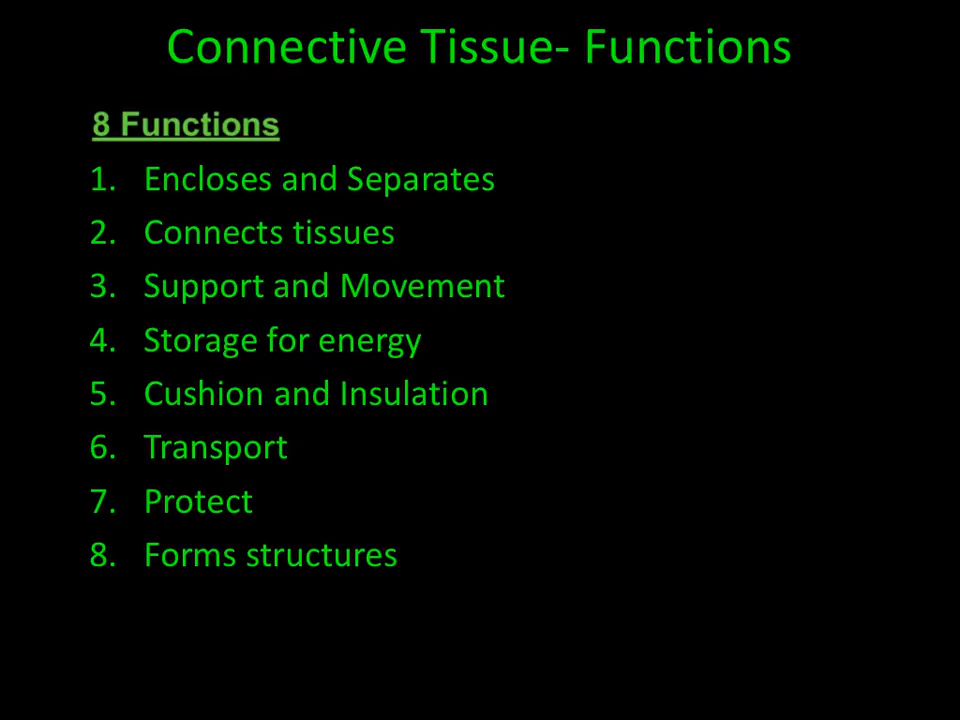 Connective Tissue- Functions
8 Functions
1. Encloses and Separates
2. Connects tissues
3. Support and Movement
4. Storage for energy
5. Cushion and Insulation
6. Transport
7. Protect
8. Forms structures